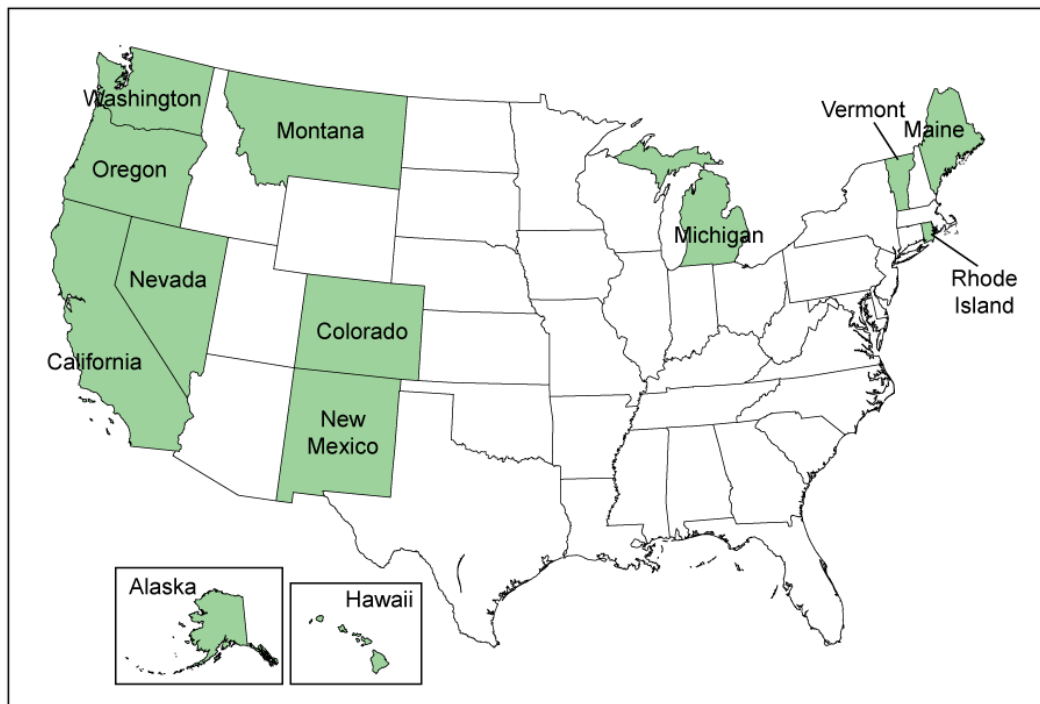 Washington
Montana
Vermont
Maine
Oregon
Michigan
Nevada
Rhode
Island
Colorado
California
New
Mexico
Alaska
Hawaii